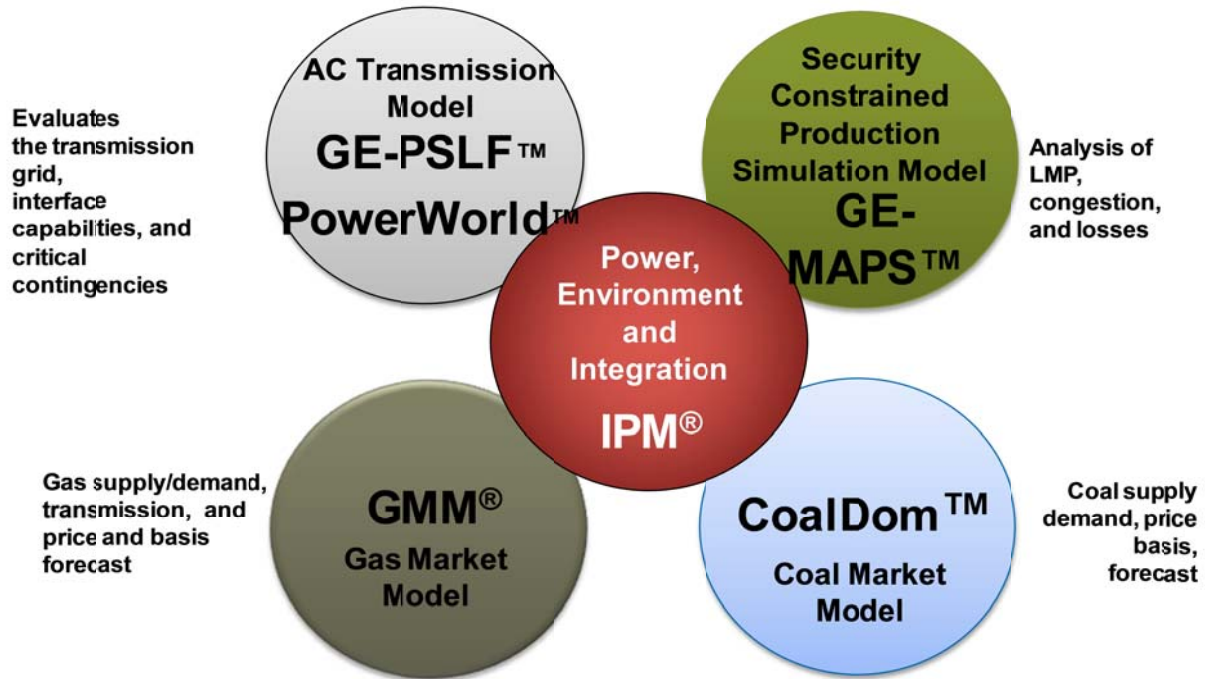 AC Transmission
Model
GE-PSLF™
PowerWorld™
Security
Constrained
Production
Simulation Model
GE-
MAPS™
Evaluates
the transmission
grid,
interface
capabilities, and
critical
contingencies
Analysis of
LMP,
congestion,
and losses
Power,
Environment
and
Integration
IPM®
Gas supply/demand,
transmission, and
price and basis
forecast
GMM®
Gas Market
Model
CoalDom™
Coal Market
Model
Coal supply
demand, price
basis,
forecast